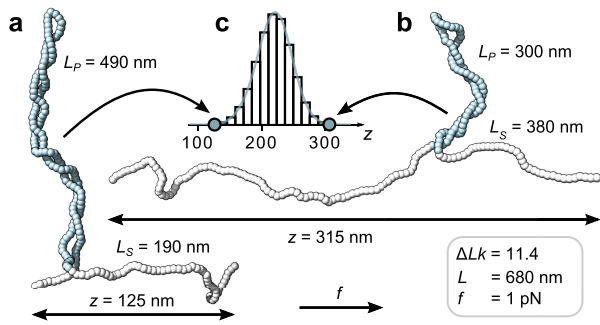 a
L_P = 490 nm
c
100 200 300 z
b
L_P = 300 nm
L_S = 380 nm
z = 315 nm
L_S = 190 nm
z = 125 nm
f
ΔLk = 11.4
L = 680 nm
f = 1 pN